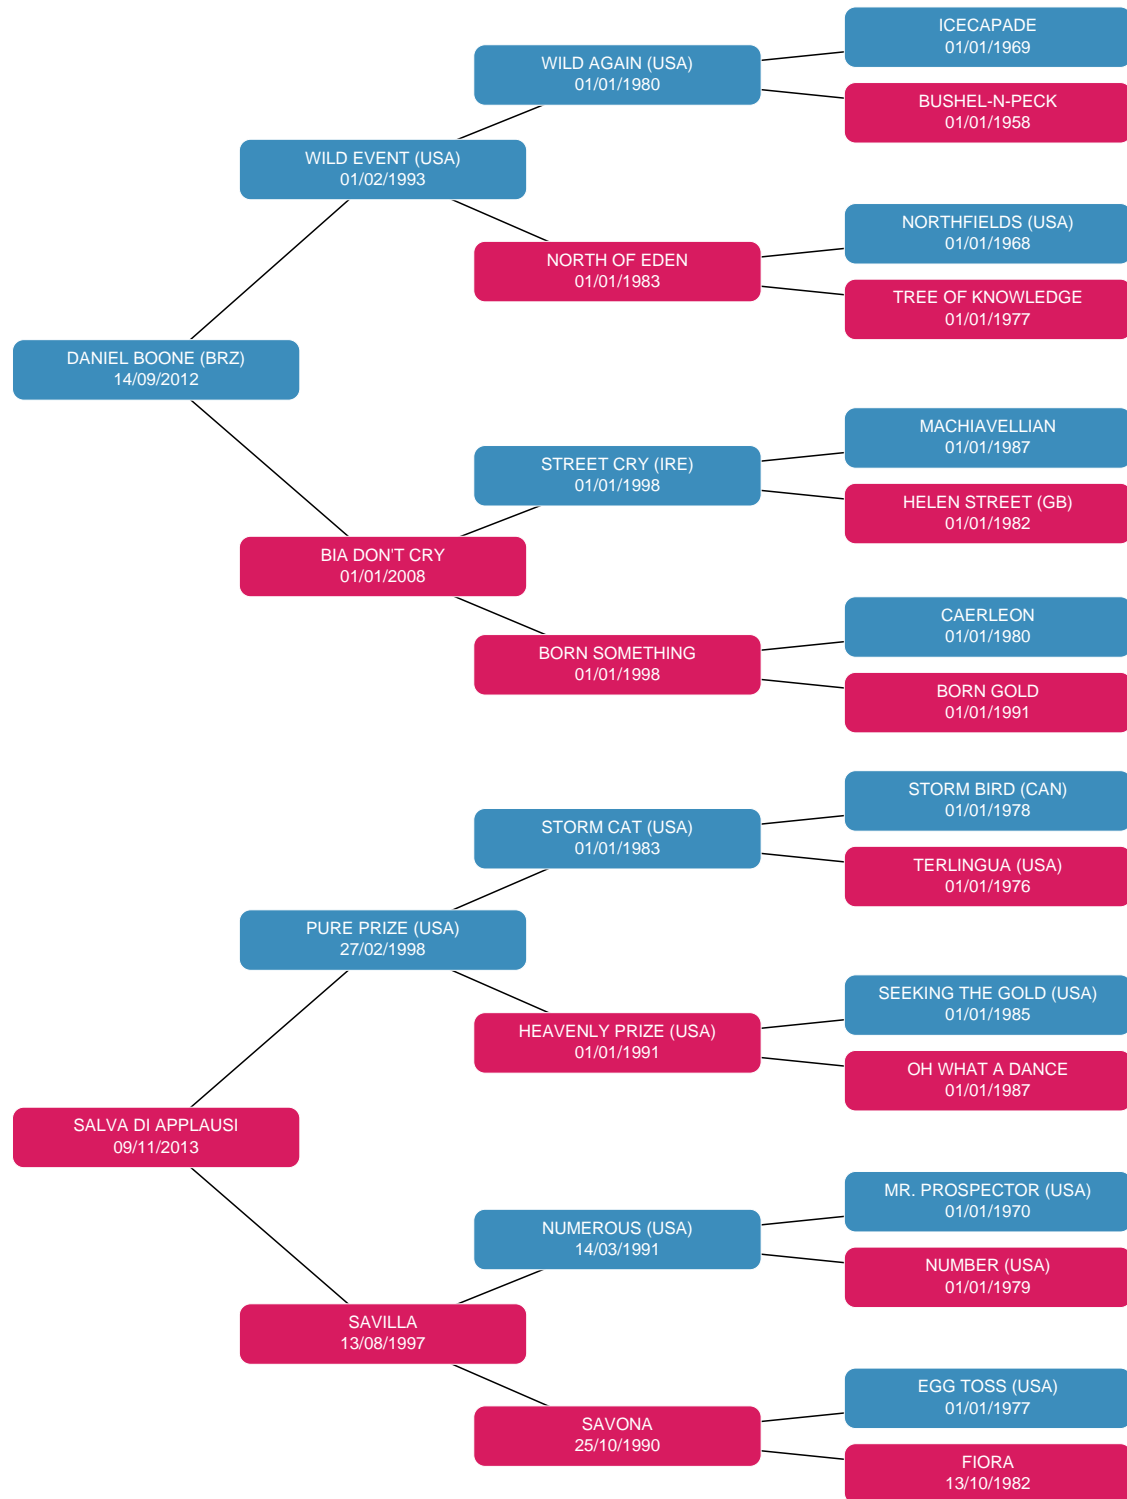 ICECAPADE
01/01/1969
WILD AGAIN (USA)
01/01/1980
BUSHEL-N-PECK
01/01/1958
WILD EVENT (USA)
01/02/1993
NORTHFIELDS (USA)
01/01/1968
NORTH OF EDEN
01/01/1983
TREE OF KNOWLEDGE
01/01/1977
DANIEL BOONE (BRZ)
14/09/2012
MACHIAVELLIAN
01/01/1987
STREET CRY (IRE)
01/01/1998
HELEN STREET (GB)
01/01/1982
BIA DON'T CRY
01/01/2008
CAERLEON
01/01/1980
BORN SOMETHING
01/01/1998
BORN GOLD
01/01/1991
STORM BIRD (CAN)
01/01/1978
STORM CAT (USA)
01/01/1983
TERLINGUA (USA)
01/01/1976
PURE PRIZE (USA)
27/02/1998
SEEKING THE GOLD (USA)
01/01/1985
HEAVENLY PRIZE (USA)
01/01/1991
OH WHAT A DANCE
01/01/1987
SALVA DI APPLAUSI
09/11/2013
MR. PROSPECTOR (USA)
01/01/1970
NUMEROUS (USA)
14/03/1991
NUMBER (USA)
01/01/1979
SAVILLA
13/08/1997
EGG TOSS (USA)
01/01/1977
SAVONA
25/10/1990
FIORA
13/10/1982